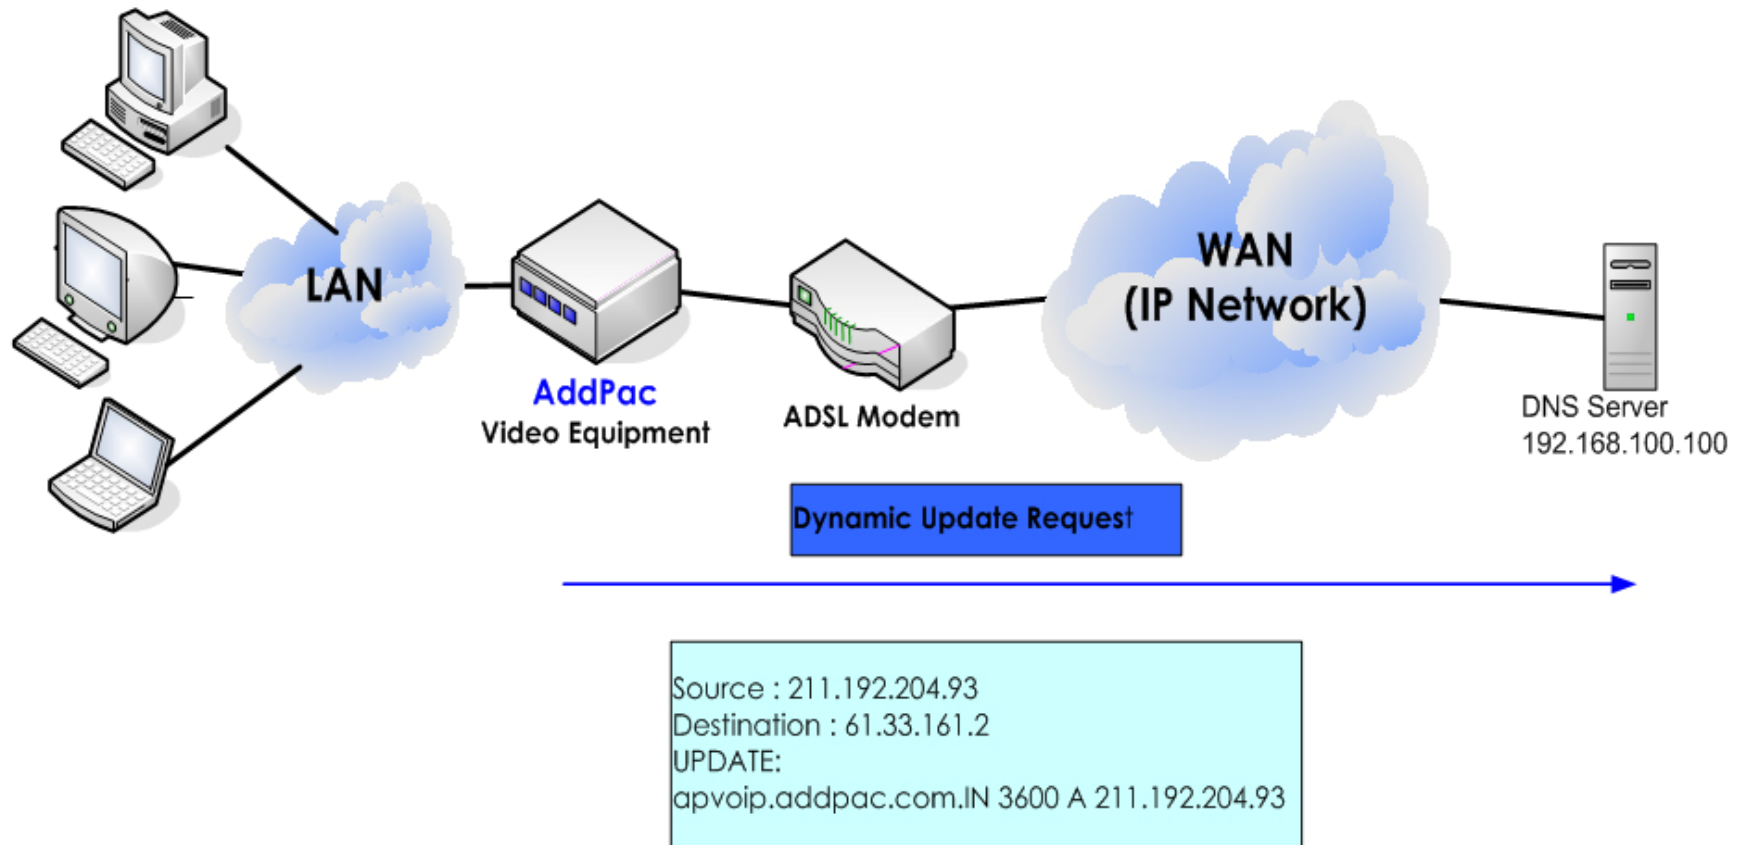 LAN
WAN
(IP Network)
AddPac
Video Equipment
ADSL Modem
DNS Server
192.168.100.100
Dynamic Update Request
Source : 211.192.204.93
Destination : 61.33.161.2
UPDATE:
apvoip.addpac.com.IN 3600 A 211.192.204.93